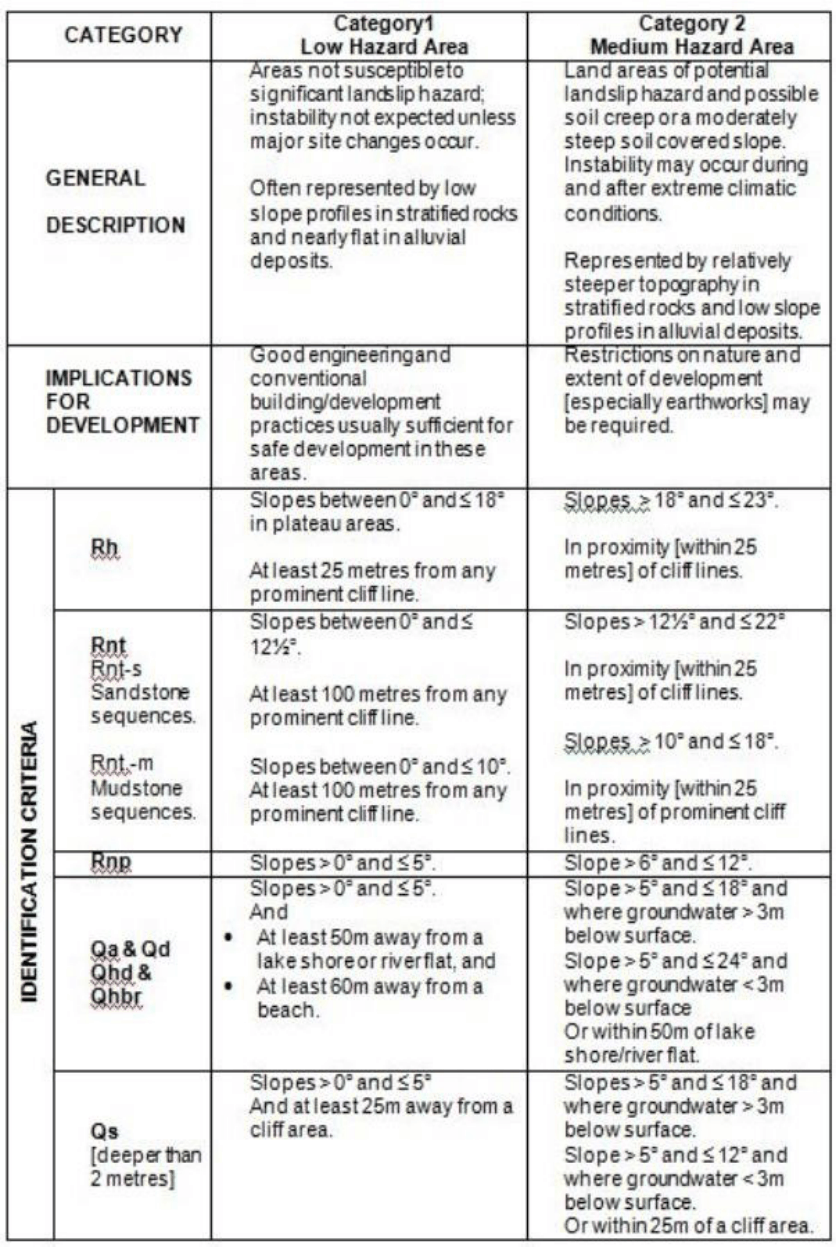 CATEGORY
Category1
Low Hazard Area
Category 2
Medium Hazard Area
GENERAL
DESCRIPTION
Areas not susceptible to
significant landslip hazard;
instability not expected unless
major site changes occur.
Often represented by low
slope profiles in stratified rocks
and nearly flat in alluvial
deposits.
Land areas of potential
landslip hazard and possible
soil creep or a moderately
steep soil covered slope.
Instability may occur during
and after extreme climatic
conditions.
Represented by relatively
steeper topography in
stratified rocks and low slope
profiles in alluvial deposits.
IMPLICATIONS
FOR
DEVELOPMENT
Good engineering and
conventional
building/development
practices usually sufficient for
safe development in these
areas.
Restrictions on nature and
extent of development
[especially earthworks] may
be required.
IDENTIFICATION CRITERIA
Rh
Slopes between 0° and ≤ 18°
in plateau areas.
At least 25 metres from any
prominent cliff line.
Slopes > 18° and ≤ 23°.
In proximity [within 25
metres] of cliff lines.
Rnt
Rnt-s
Sandstone
sequences.
Rnt.-m
Mudstone
sequences.
Slopes between 0° and ≤
12½°.
At least 100 metres from any
prominent cliff line.
Slopes between 0° and ≤ 10°.
At least 100 metres from any
prominent cliff line.
Slopes > 12½° and ≤ 22°
In proximity [within 25
metres] of cliff lines.
Slopes > 10° and ≤ 18°.
In proximity [within 25
metres] of prominent cliff
lines.
Rnp
Slopes > 0° and ≤ 5°.
Slope > 6° and ≤ 12°.
Qa & Qd
Qhd &
Qhbr
Slopes > 0° and ≤ 5°.
And
• At least 50m away from a
lake shore or river flat, and
• At least 60m away from a
beach.
Slope > 5° and ≤ 18° and
where groundwater > 3m
below surface.
Slope > 5° and ≤ 24° and
where groundwater < 3m
below surface
Or within 50m of lake
shore/river flat.
Qs
[deeper than
2 metres]
Slopes > 0° and ≤ 5°
And at least 25m away from a
cliff area.
Slopes > 5° and ≤ 18° and
where groundwater > 3m
below surface.
Slope > 5° and ≤ 12° and
where groundwater < 3m
below surface.
Or within 25m of a cliff area.